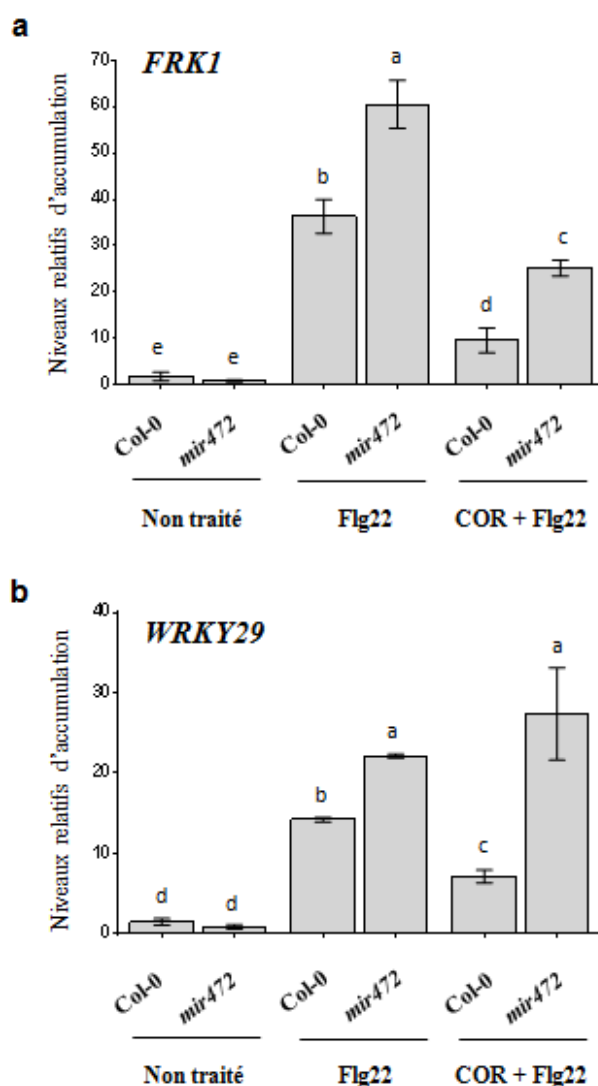 a
FRK1
Niveaux relatifs d'accumulation
70
60
50
40
30
20
10
0
e
e
b
a
d
c
Col-0
mir472
Col-0
mir472
Col-0
mir472
Non traité
Flg22
COR + Flg22
b
WRKY29
Niveaux relatifs d'accumulation
40
30
20
10
0
d
d
b
a
c
a
Col-0
mir472
Col-0
mir472
Col-0
mir472
Non traité
Flg22
COR + Flg22